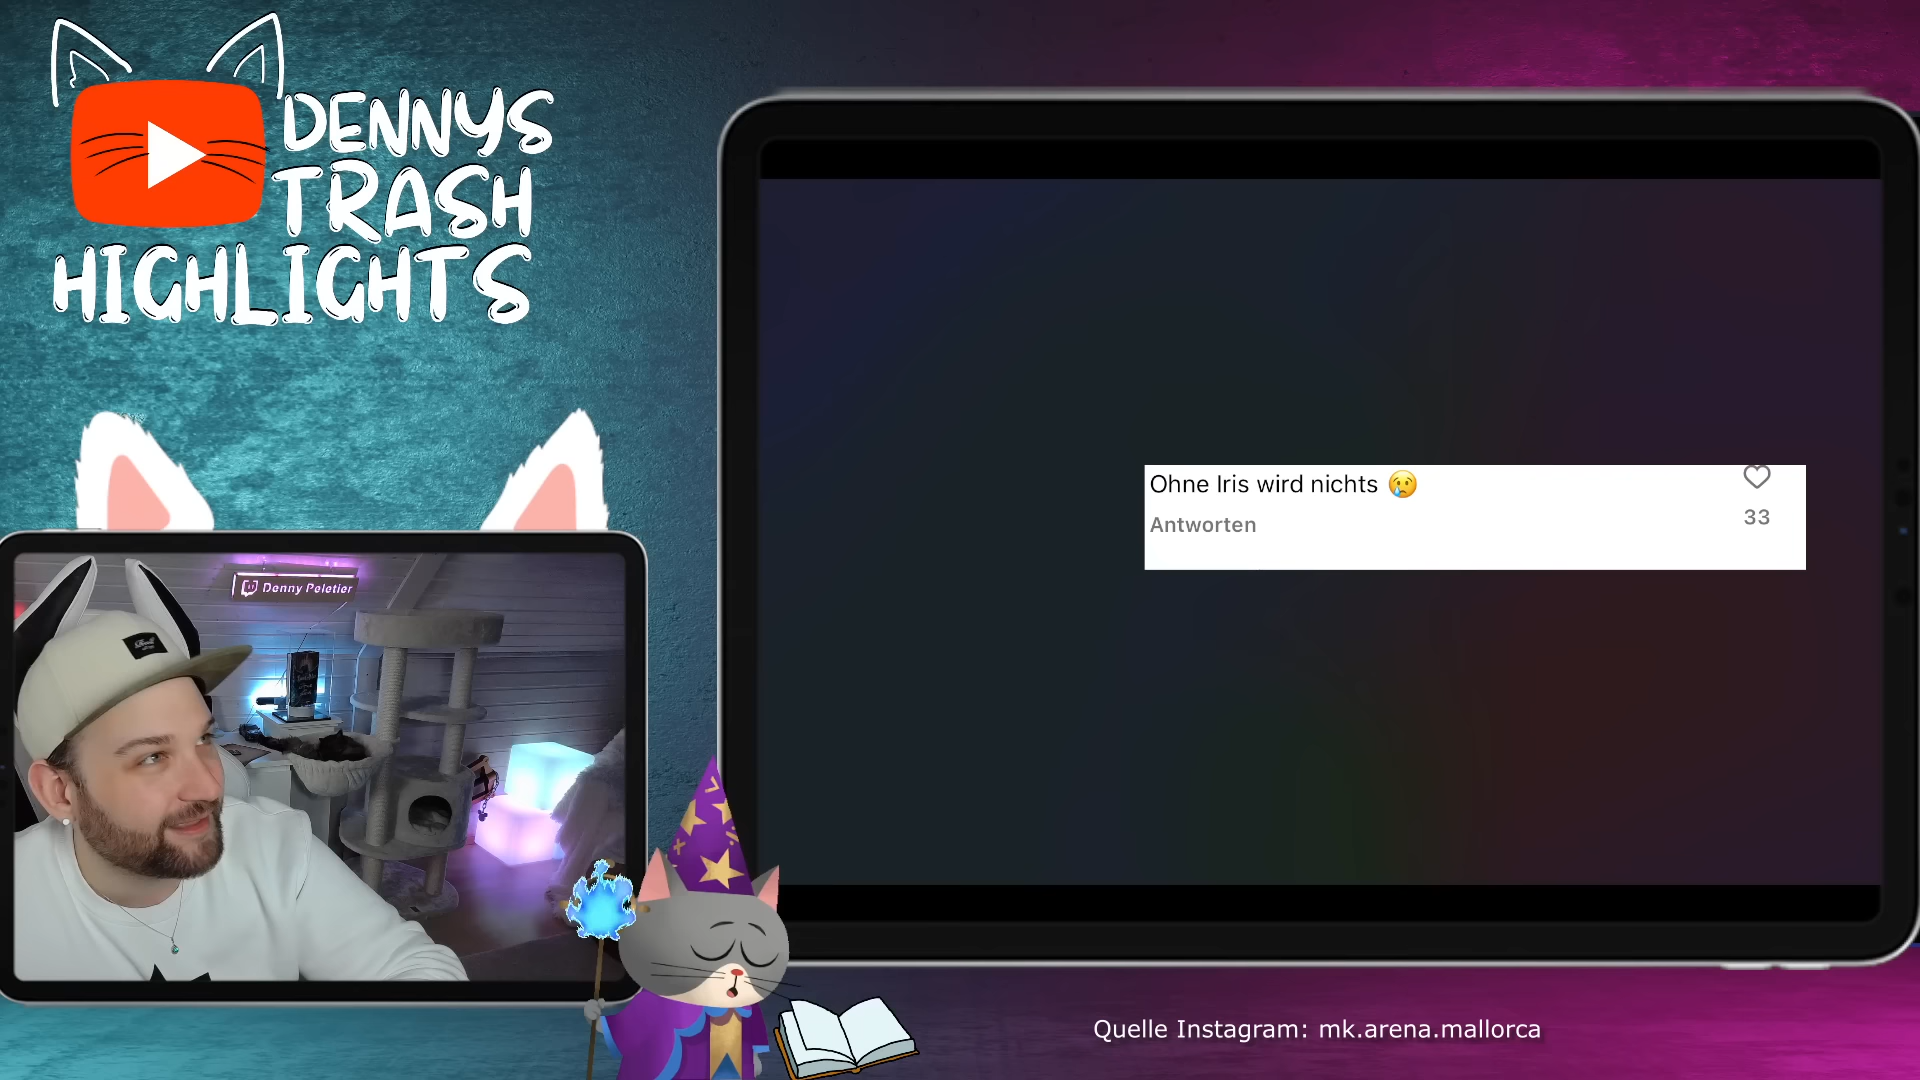 DENNYS
TRASH
HIGHLIGHTS
Denny Peletier
Ohne Iris wird nichts 😢
33
Antworten
Quelle Instagram: mk.arena.mallorca